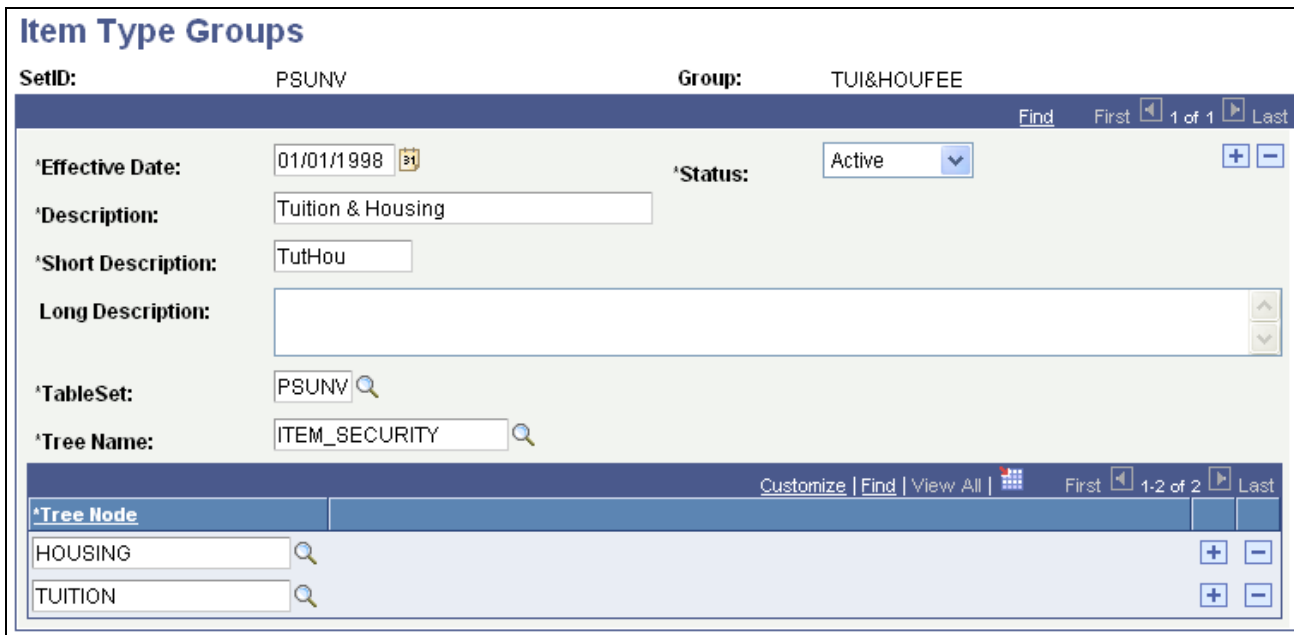 Item Type Groups
SetID: PSUNV Group: TUI&HOUFEE
Find First 1 of 1 Last
*Effective Date: 01/01/1998 31 *Status: Active
*Description: Tuition & Housing
*Short Description: TutHou
Long Description:
*TableSet: PSUNV
*Tree Name: ITEM_SECURITY
Customize | Find | View All | First 1-2 of 2 Last
*Tree Node
HOUSING
TUITION